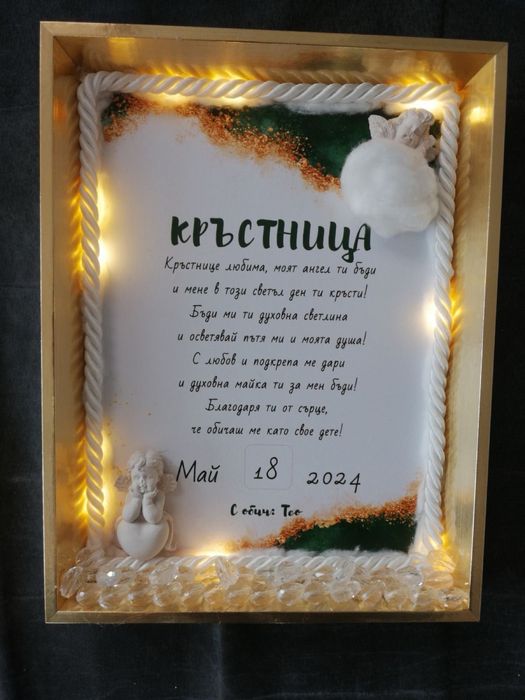 КРЪСТНИЦА
Кръстнице любима, моят ангел ти бъди
и мене в този светъл ден ти кръсти!
Бъди ми ти духовна светлина
и осветявай пътя ми и моята душа!
С любов и подкрепа ме дари
и духовна майка ти за мен бъди!
Благодаря ти от сърце,
че обичаш ме като свое дете!
Май 18 2024
С обич: Тео